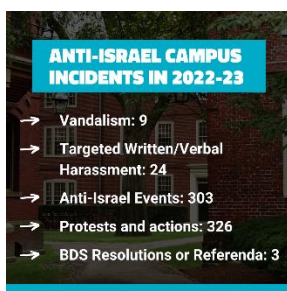 ANTI-ISRAEL CAMPUS
INCIDENTS IN 2022-23
Vandalism: 9
Targeted Written/Verbal
Harassment: 24
Anti-Israel Events: 303
Protests and actions: 326
BDS Resolutions or Referenda: 3